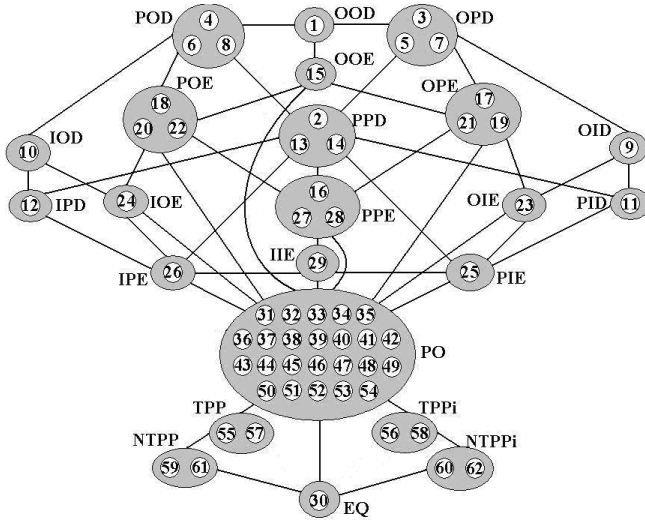 POD 4 OOD 1 3 OPD
6 8 5 7
OOE 15
POE 18 OPE 17
20 22 21 19
2 PPD
13 14
IOD 10 OID 9
16
27 28 PPE
12 IPD 24 IOE OIE 23 PID 11
IIE 29
IPE 26 25 PIE
31 32 33 34 35
36 37 38 39 40 41 42 PO
43 44 45 46 47 48 49
50 51 52 53 54
TPP TPPi
55 57 56 58
NTPP NTPPi
59 61 60 62
30 EQ